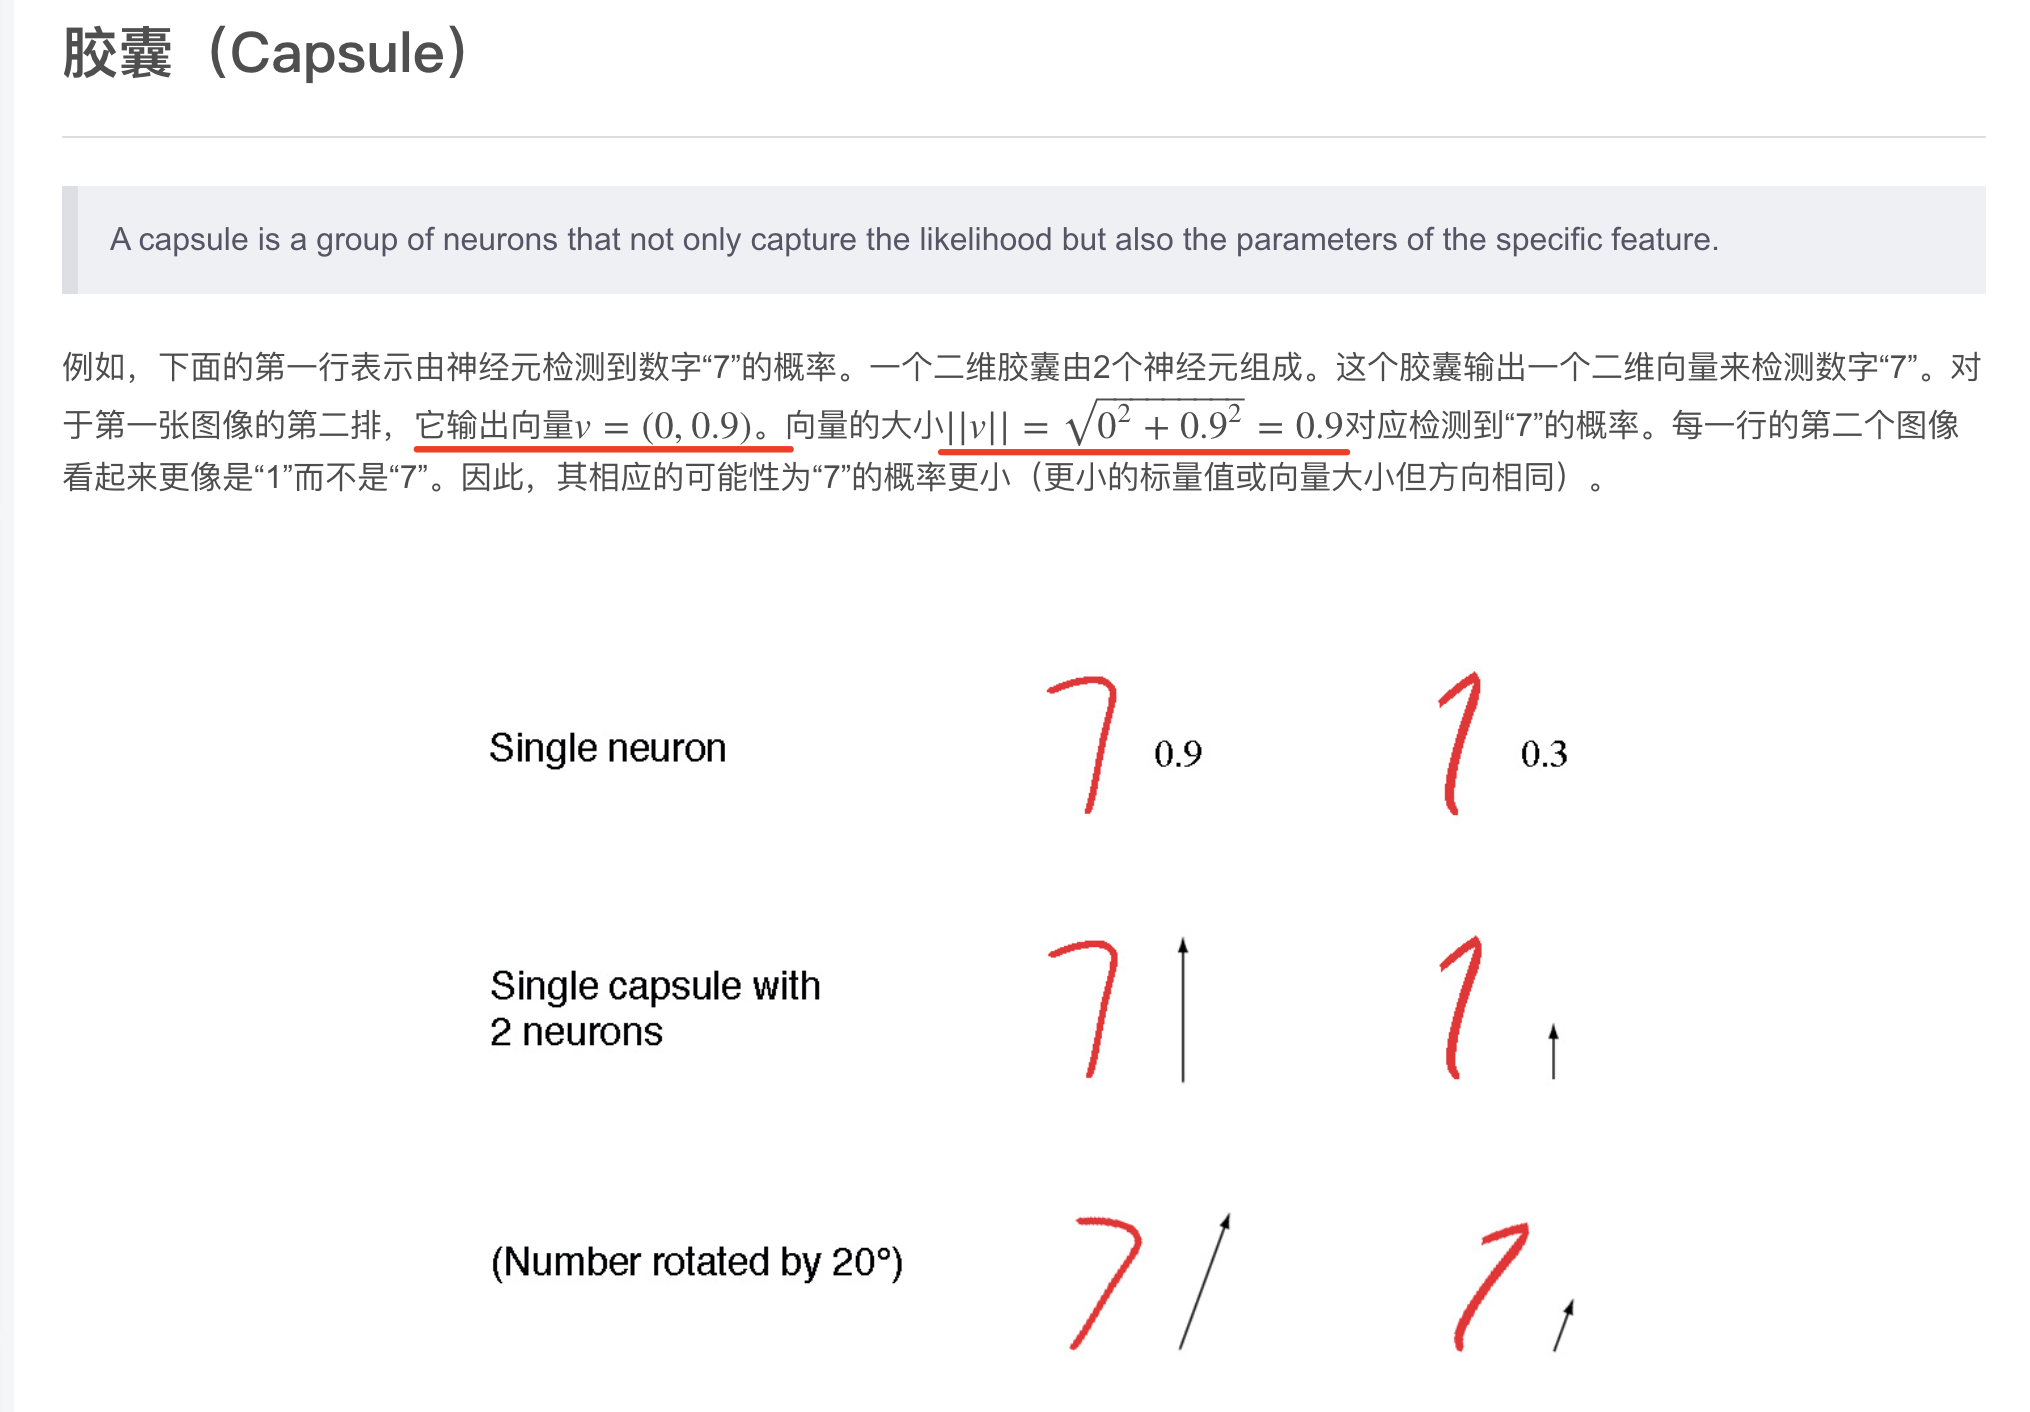 胶囊（Capsule）
A capsule is a group of neurons that not only capture the likelihood but also the parameters of the specific feature.
例如，下面的第一行表示由神经元检测到数字“7”的概率。一个二维胶囊由2个神经元组成。这个胶囊输出一个二维向量来检测数字“7”。对
于第一张图像的第二排，它输出向量v = (0, 0.9)。向量的大小||v|| = √0² + 0.9² = 0.9对应检测到“7”的概率。每一行的第二个图像
看起来更像是“1”而不是“7”。因此，其相应的可能性为“7”的概率更小（更小的标量值或向量大小但方向相同）。
Single neuron 7 0.9 1 0.3
Single capsule with
2 neurons 7 1
(Number rotated by 20°) 7 1